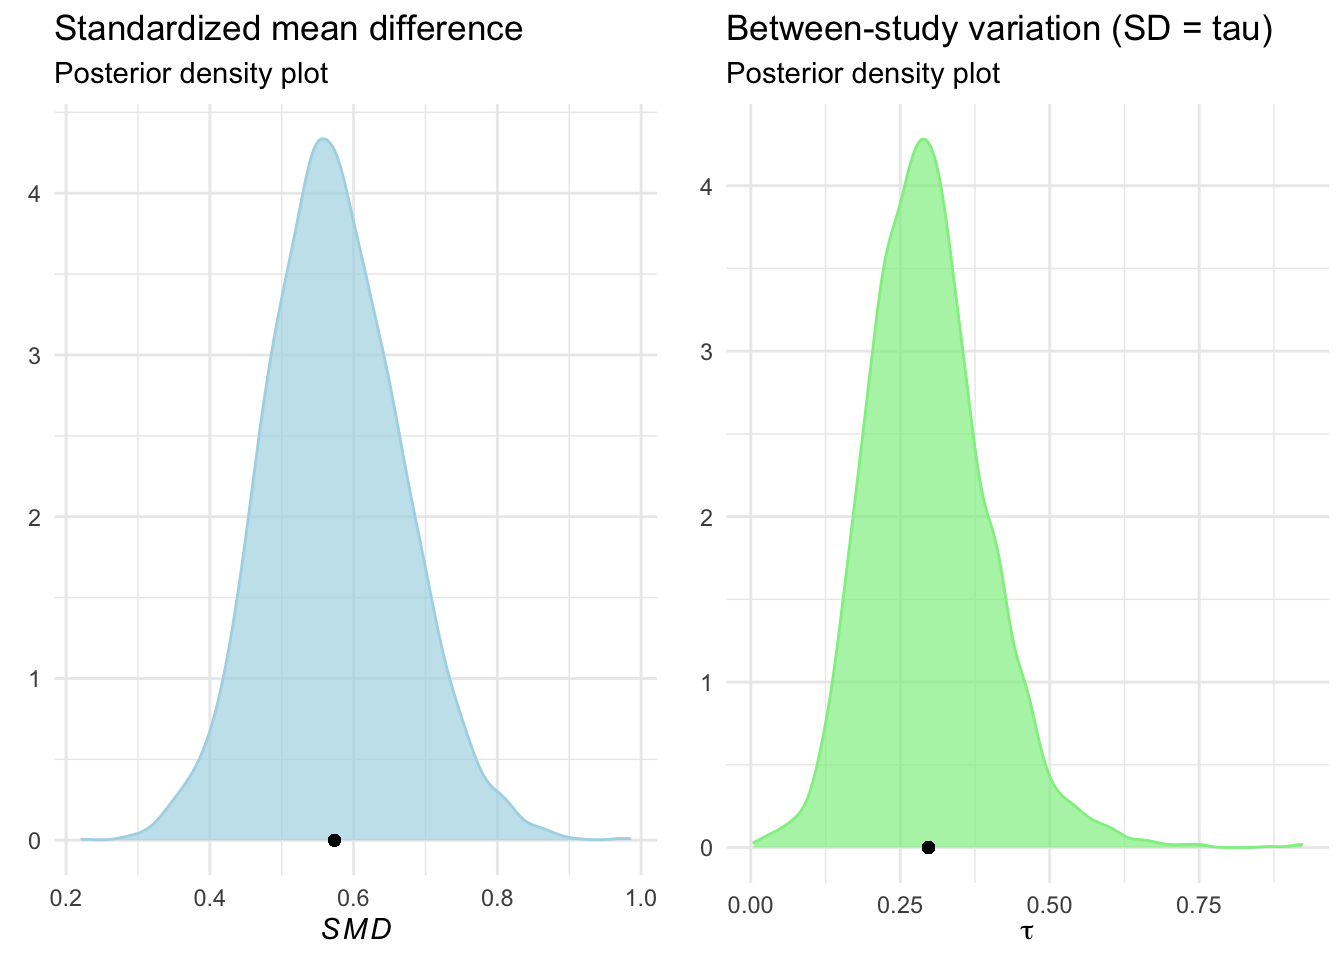 Standardized mean difference
Posterior density plot
4
3
2
1
0
0.2 0.4 0.6 0.8 1.0
SMD
Between-study variation (SD = tau)
Posterior density plot
4
3
2
1
0
0.00 0.25 0.50 0.75
τ